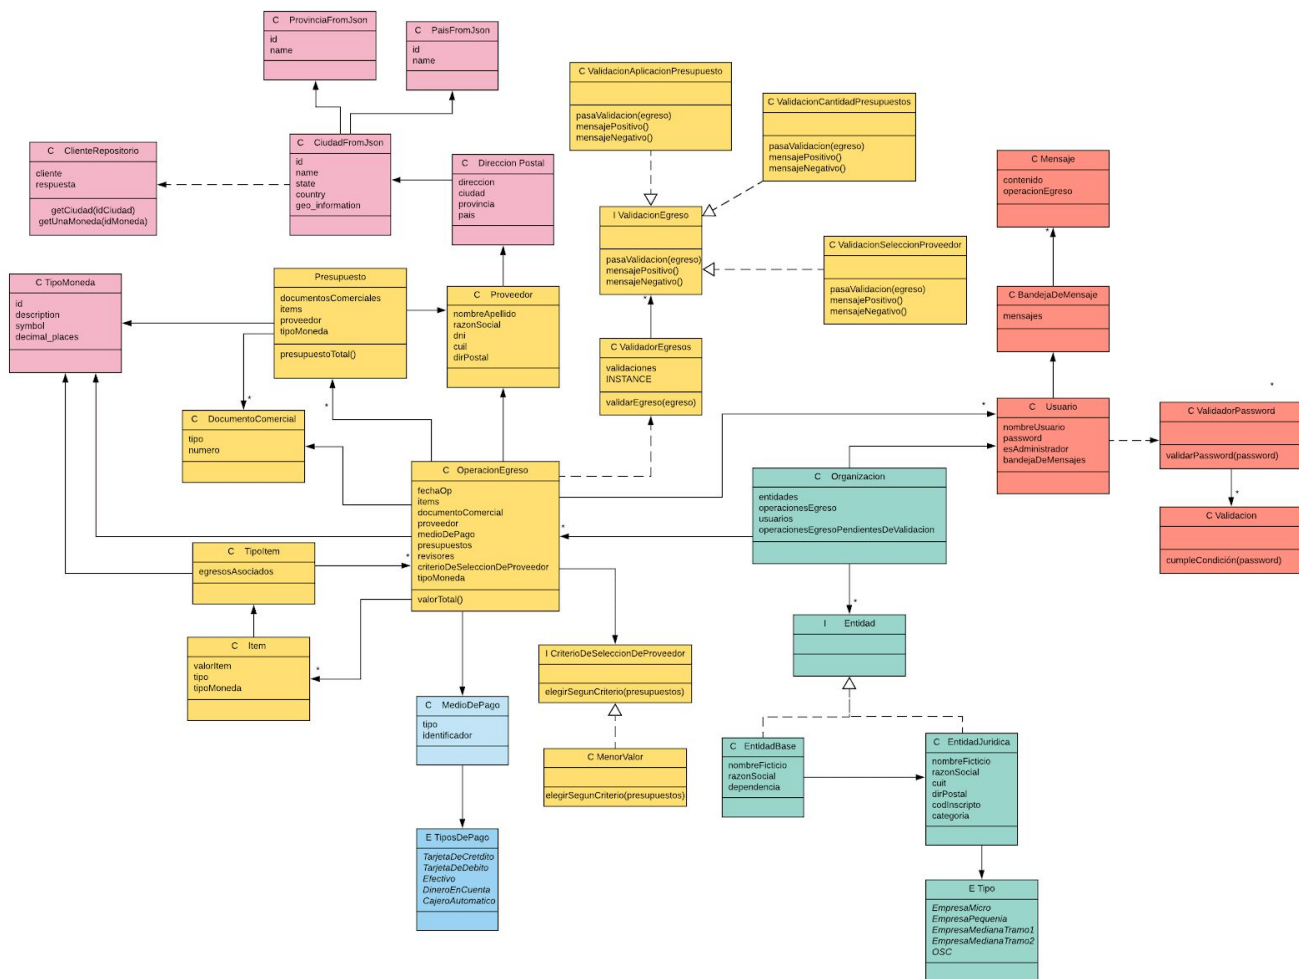 C ProvinciaFromJson
id
name
C PaisFromJson
id
name
C ClienteRepositorio
cliente
respuesta
getCiudad(idCiudad)
getUnaMoneda(idMoneda)
C CiudadFromJson
id
name
state
country
geo_information
C Direccion Postal
direccion
ciudad
provincia
pais
C ValidacionAplicacionPresupuesto
pasaValidacion(egreso)
mensajePositivo()
mensajeNegativo()
C ValidacionCantidadPresupuestos
pasaValidacion(egreso)
mensajePositivo()
mensajeNegativo()
I ValidacionEgreso
pasaValidacion(egreso)
mensajePositivo()
mensajeNegativo()
C ValidacionSeleccionProveedor
pasaValidacion(egreso)
mensajePositivo()
mensajeNegativo()
C Mensaje
contenido
operacionEgreso
*
C BandejaDeMensaje
mensajes
C TipoMoneda
id
description
symbol
decimal_places
Presupuesto
documentosComerciales
items
proveedor
tipoMoneda
presupuestoTotal()
C Proveedor
nombreApellido
razonSocial
dni
cuil
dirPostal
*
C ValidadorEgresos
validaciones
INSTANCE
validarEgreso(egreso)
*
C DocumentoComercial
tipo
numero
*
*
C Usuario
nombreUsuario
password
esAdministrador
bandejaDeMensajes
*
C ValidadorPassword
validarPassword(password)
*
C Validacion
cumpleCondición(password)
C OperacionEgreso
fechaOp
items
documentoComercial
proveedor
medioDePago
presupuestos
revisores
criterioDeSeleccionDeProveedor
tipoMoneda
valorTotal()
C Organizacion
entidades
operacionesEgreso
usuarios
operacionesEgresoPendientesDeValidacion
*
C TipoItem
egresosAsociados
*
C Item
valorItem
tipo
tipoMoneda
*
I CriterioDeSeleccionDeProveedor
elegirSegunCriterio(presupuestos)
*
I Entidad
C MedioDePago
tipo
identificador
C MenorValor
elegirSegunCriterio(presupuestos)
C EntidadBase
nombreFicticio
razonSocial
dependencia
C EntidadJuridica
nombreFicticio
razonSocial
cuit
dirPostal
codInscripto
categoria
E TiposDePago
TarjetaDeCretdito
TarjetaDeDebito
Efectivo
DineroEnCuenta
CajeroAutomatico
E Tipo
EmpresaMicro
EmpresaPequenia
EmpresaMedianaTramo1
EmpresaMedianaTramo2
OSC